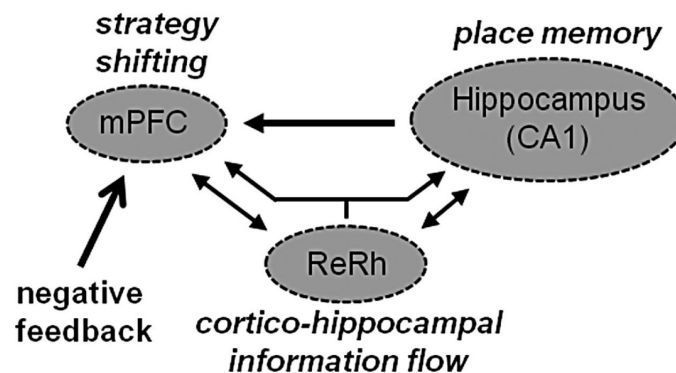 strategy
shifting
place memory
mPFC
Hippocampus
(CA1)
ReRh
negative
feedback
cortico-hippocampal
information flow